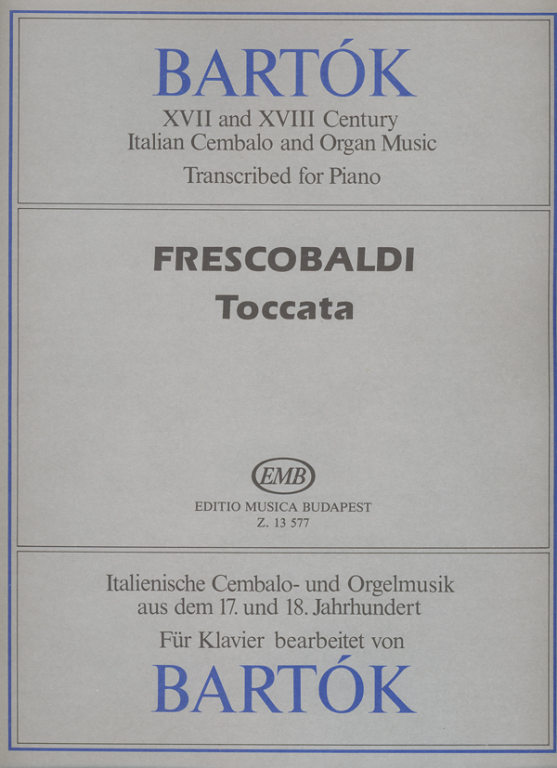 BARTÓK
XVII and XVIII Century
Italian Cembalo and Organ Music
Transcribed for Piano
FRESCOBALDI
Toccata
EMB
EDITIO MUSICA BUDAPEST
Z. 13 577
Italienische Cembalo- und Orgelmusik
aus dem 17. und 18. Jahrhundert
Für Klavier bearbeitet von
BARTÓK